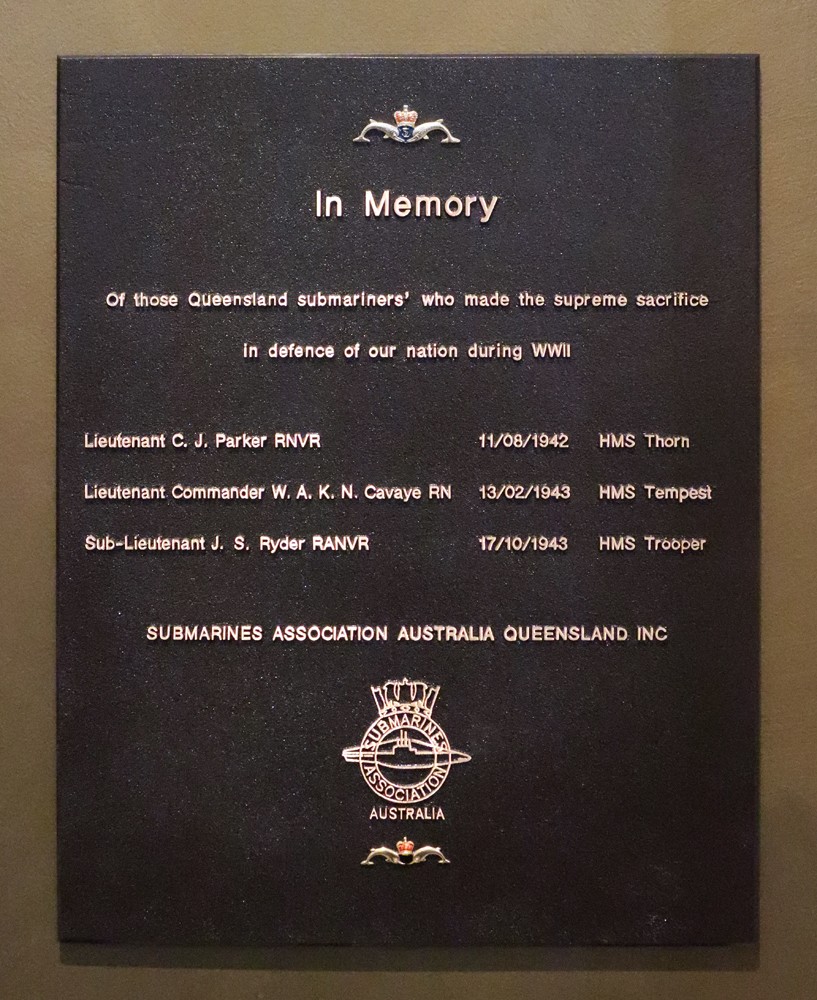 In Memory
Of those Queensland submariners' who made the supreme sacrifice
in defence of our nation during WWII
Lieutenant C. J. Parker RNVR 11/08/1942 HMS Thorn
Lieutenant Commander W. A. K. N. Cavaye RN 13/02/1943 HMS Tempest
Sub-Lieutenant J. S. Ryder RANVR 17/10/1943 HMS Trooper
SUBMARINES ASSOCIATION AUSTRALIA QUEENSLAND INC
SUBMARINES
ASSOCIATION
AUSTRALIA